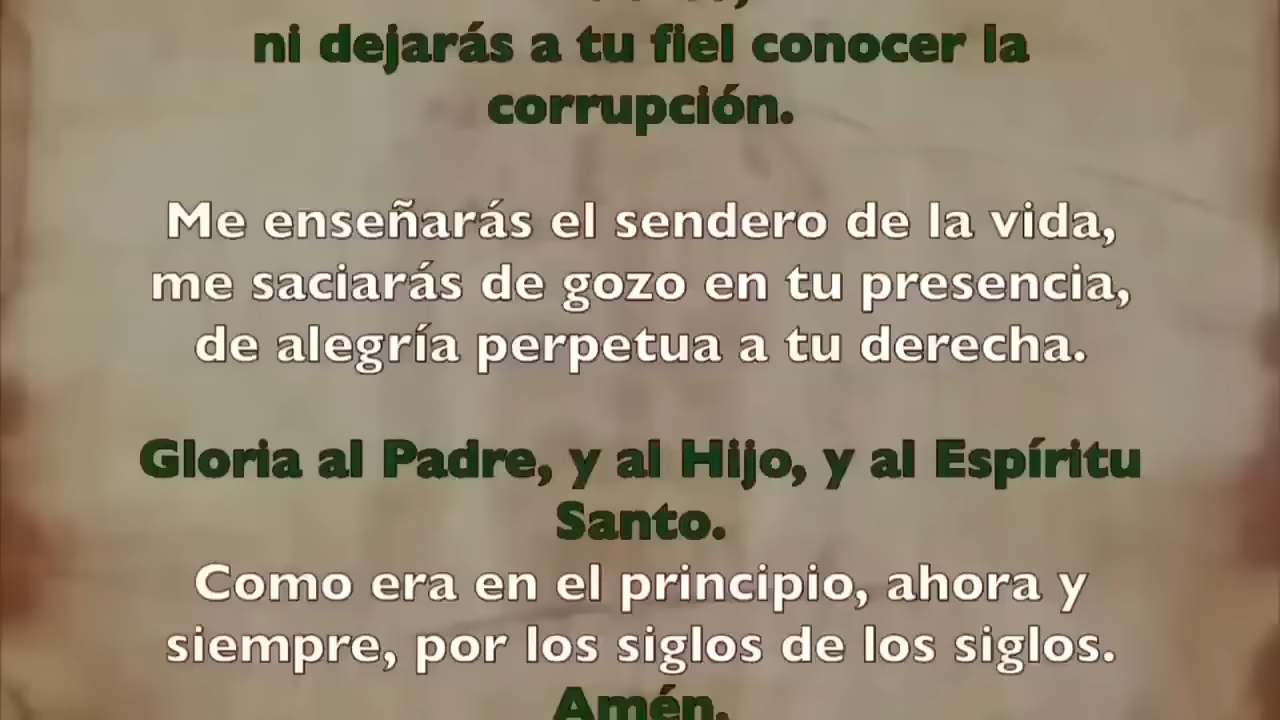 ni dejarás a tu fiel conocer la
corrupción.
Me enseñarás el sendero de la vida,
me saciarás de gozo en tu presencia,
de alegría perpetua a tu derecha.
Gloria al Padre, y al Hijo, y al Espíritu
Santo.
Como era en el principio, ahora y
siempre, por los siglos de los siglos.
Amén.